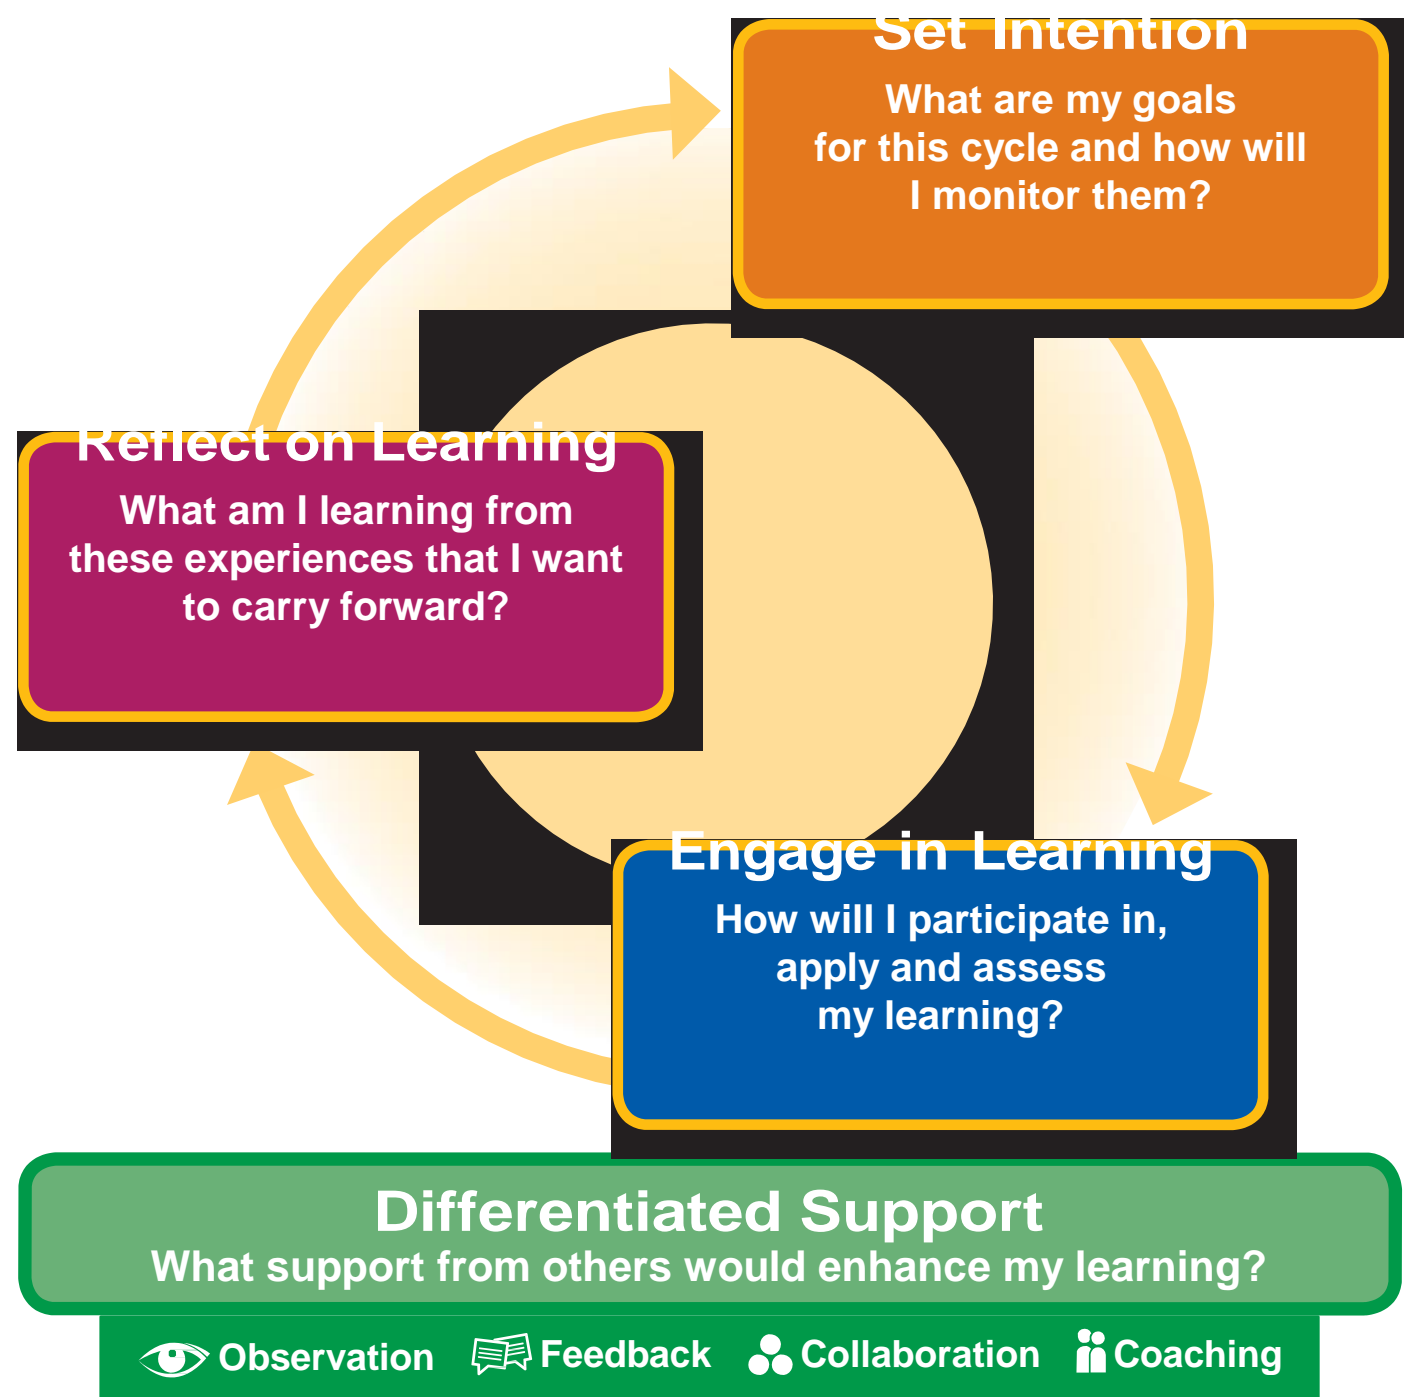 Set Intention
What are my goals
for this cycle and how will
I monitor them?
Reflect on Learning
What am I learning from
these experiences that I want
to carry forward?
Engage in Learning
How will I participate in,
apply and assess
my learning?
Differentiated Support
What support from others would enhance my learning?
Observation Feedback Collaboration Coaching